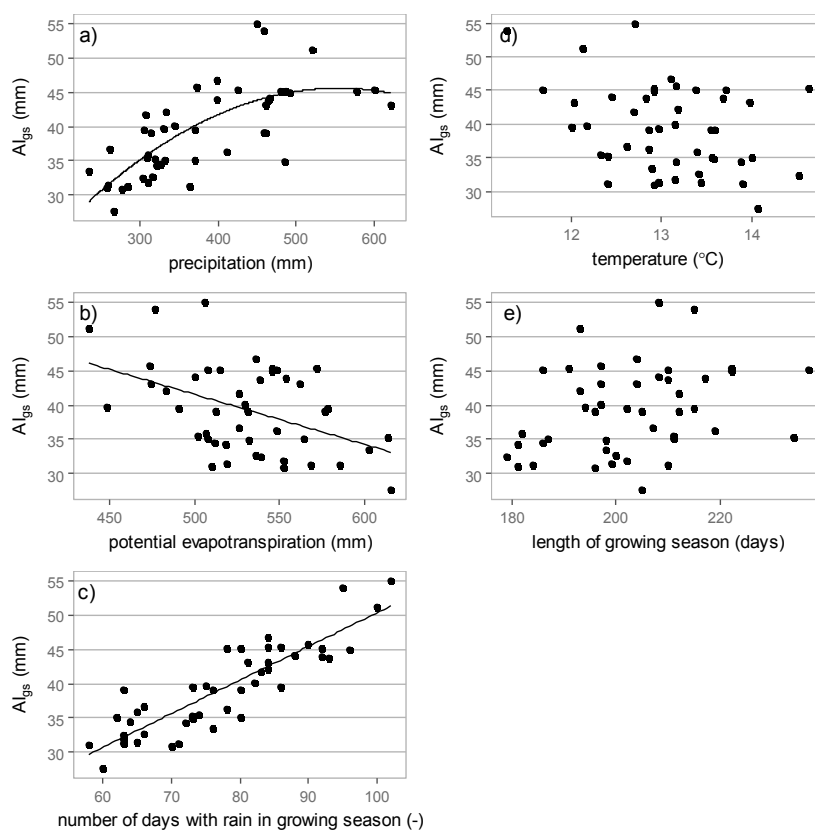 a)
AIgs (mm)
55
50
45
40
35
30
300 400 500 600
precipitation (mm)
b)
AIgs (mm)
55
50
45
40
35
30
450 500 550 600
potential evapotranspiration (mm)
c)
AIgs (mm)
55
50
45
40
35
30
60 70 80 90 100
number of days with rain in growing season (-)
d)
AIgs (mm)
55
50
45
40
35
30
12 13 14
temperature (°C)
e)
AIgs (mm)
55
50
45
40
35
30
180 200 220
length of growing season (days)